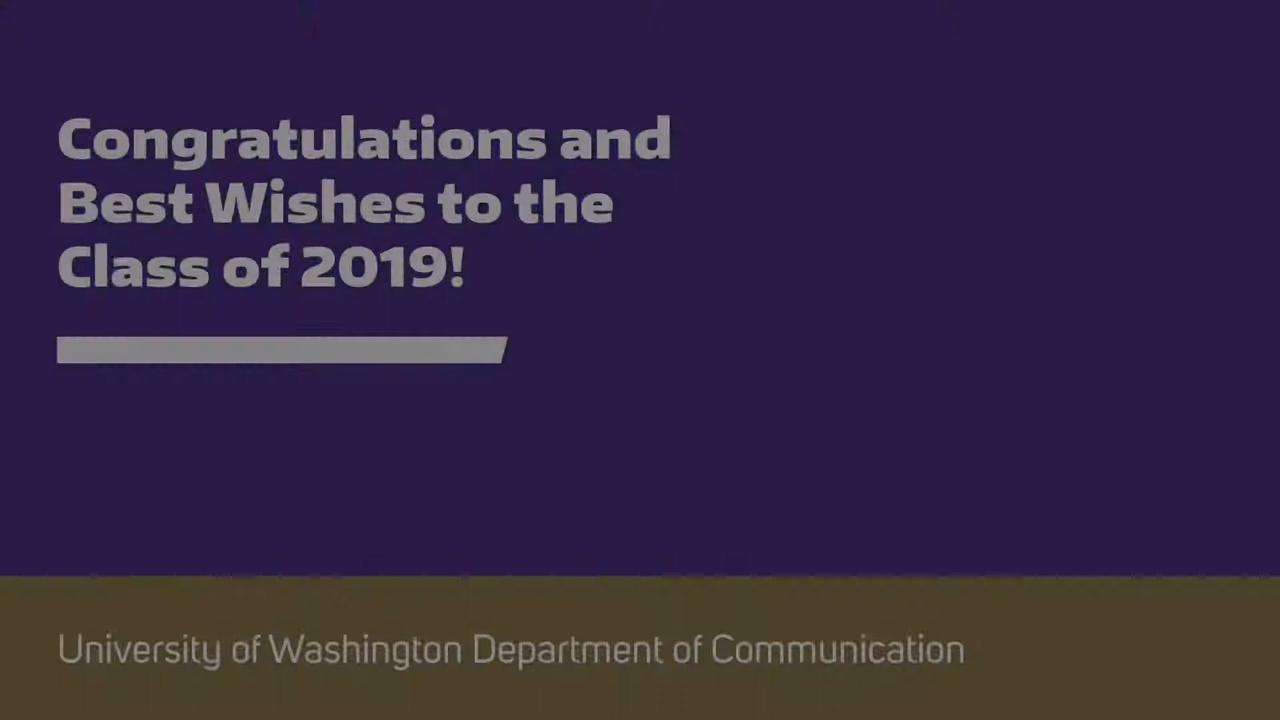 Congratulations and
Best Wishes to the
Class of 2019!
University of Washington Department of Communication